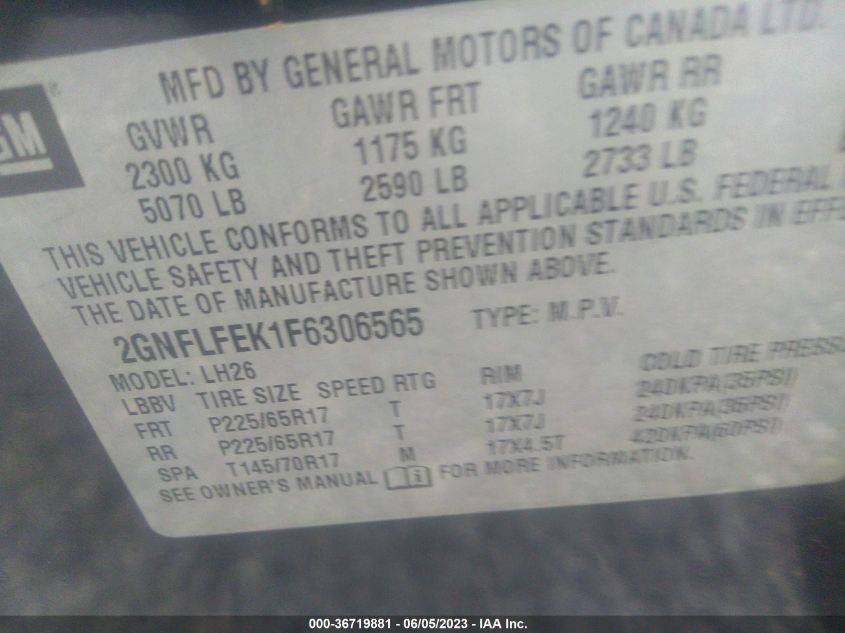 MFD BY GENERAL MOTORS OF CANADA LTD.
GM ®
GVWR GAWR FRT GAWR RR
2300 KG 1175 KG 1240 KG
5070 LB 2590 LB 2733 LB
THIS VEHICLE CONFORMS TO ALL APPLICABLE U.S. FEDERAL
VEHICLE SAFETY AND THEFT PREVENTION STANDARDS IN EFFE
THE DATE OF MANUFACTURE SHOWN ABOVE.
2GNFLFEK1F6306565 TYPE: M.P.V.
MODEL: LH26
LBBV TIRE SIZE SPEED RTG RIM COLD TIRE PRESS
FRT P225/65R17 T 17X7J 240KPA(35PSI)
RR P225/65R17 T 17X7J 240KPA(35PSI)
SPA T145/70R17 M 17X4.5T 420KPA(60PSI)
SEE OWNER'S MANUAL FOR MORE INFORMATION.
000-36719881 - 06/05/2023 - IAA Inc.